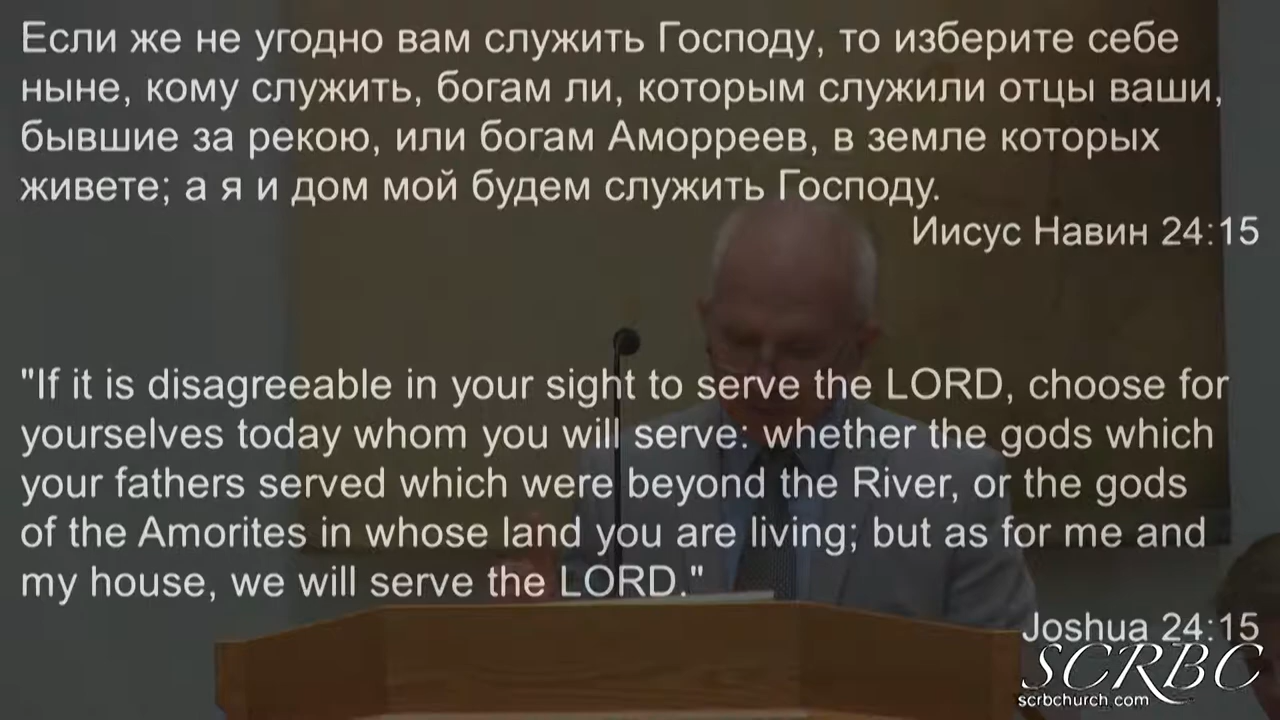 Если же не угодно вам служить Господу, то изберите себе
ныне, кому служить, богам ли, которым служили отцы ваши,
бывшие за рекою, или богам Аморреев, в земле которых
живете; а я и дом мой будем служить Господу.
Иисус Навин 24:15
"If it is disagreeable in your sight to serve the LORD, choose for
yourselves today whom you will serve: whether the gods which
your fathers served which were beyond the River, or the gods
of the Amorites in whose land you are living; but as for me and
my house, we will serve the LORD."
Joshua 24:15
SCRBC
scrbchurch.com